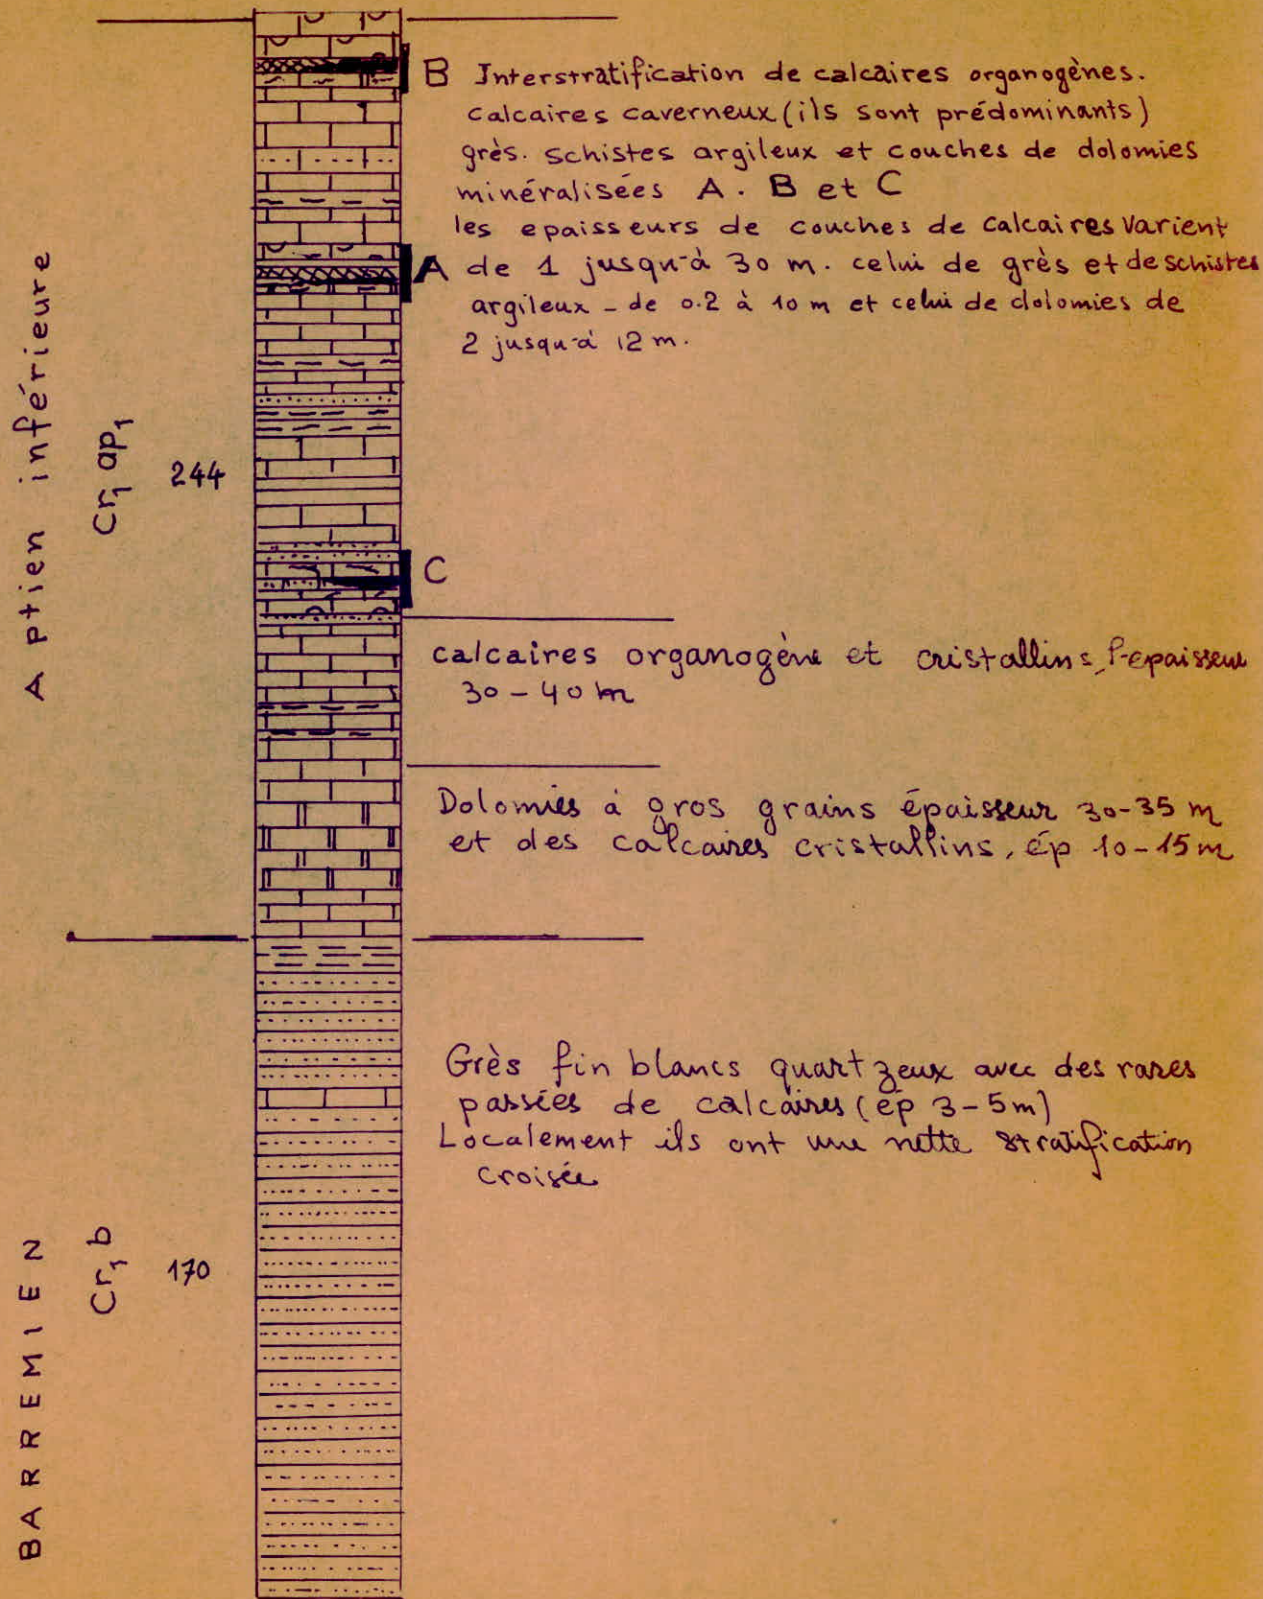 B Interstratification de calcaires organogènes.
calcaires caverneux (ils sont prédominants)
grès. schistes argileux et couches de dolomies
minéralisées A. B et C
les epaisseurs de couches de calcaires varient
A de 1 jusqu'à 30 m. celui de grès et de schistes
argileux - de 0.2 à 10 m et celui de dolomies de
2 jusqu'à 12 m.
Aptien inférieure
Cr1 ap1
244
C
calcaires organogène et cristallins, l'epaisseur
30 - 40 m
Dolomies à gros grains épaisseur 30-35 m
et des calcaires cristallins, ép 10-15 m
Grès fin blancs quartzeux avec des rares
passées de calcaires (ép 3-5m)
Localement ils ont une nette stratification
croisée
BARREMIEN
Cr1 b
170